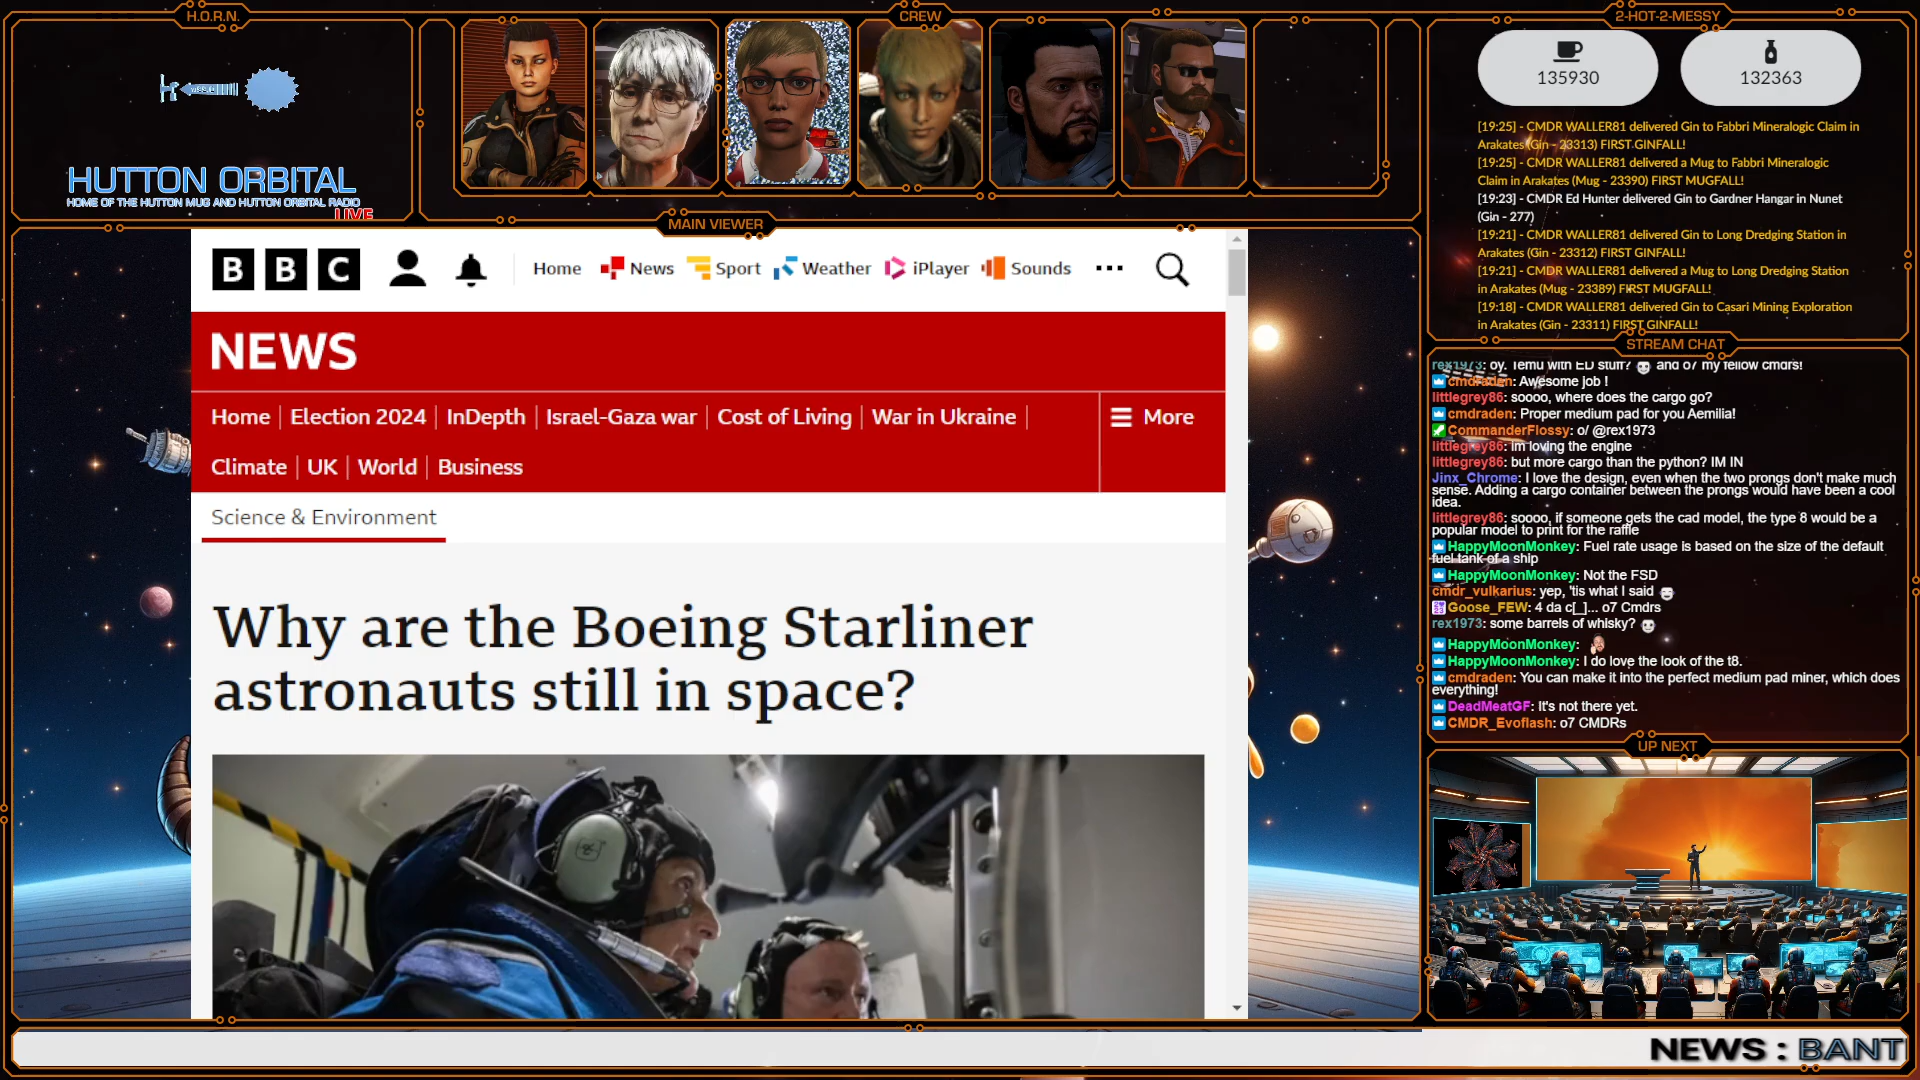 H.O.R.N.
HUTTON ORBITAL
HOME OF THE HUTTON MUG AND HUTTON ORBITAL RADIO
LIVE
CREW
2-HOT-2-MESSY
135930
132363
[19:25] - CMDR WALLER81 delivered Gin to Fabbri Mineralogic Claim in
Arakates (Gin - 23313) FIRST GINFALL!
[19:25] - CMDR WALLER81 delivered a Mug to Fabbri Mineralogic
Claim in Arakates (Mug - 23390) FIRST MUGFALL!
[19:23] - CMDR Ed Hunter delivered Gin to Gardner Hangar in Nunet
(Gin - 277)
[19:21] - CMDR WALLER81 delivered Gin to Long Dredging Station in
Arakates (Gin - 23312) FIRST GINFALL!
[19:21] - CMDR WALLER81 delivered a Mug to Long Dredging Station
in Arakates (Mug - 23389) FIRST MUGFALL!
[19:18] - CMDR WALLER81 delivered Gin to Casari Mining Exploration
in Arakates (Gin - 23311) FIRST GINFALL!
MAIN VIEWER
BBC
Home News Sport Weather iPlayer Sounds
NEWS
Home Election 2024 InDepth Israel-Gaza war Cost of Living War in Ukraine
More
Climate UK World Business
Science & Environment
Why are the Boeing Starliner
astronauts still in space?
STREAM CHAT
rex1973: oy. Temu with ED stuff? and o7 my fellow cmdrs!
cmdraden: Awesome job !
littlegrey86: soooo, where does the cargo go?
cmdraden: Proper medium pad for you Aemilia!
CommanderFlossy: o/ @rex1973
littlegrey86: im loving the engine
littlegrey86: but more cargo than the python? IM IN
Jinx_Chrome: I love the design, even when the two prongs don't make much
sense. Adding a cargo container between the prongs would have been a cool
idea.
littlegrey86: soooo, if someone gets the cad model, the type 8 would be a
popular model to print for the raffle
HappyMoonMonkey: Fuel rate usage is based on the size of the default
fuel tank of a ship
HappyMoonMonkey: Not the FSD
cmdr_vulkarius: yep, 'tis what I said
Goose_FEW: 4 da c[_]... o7 Cmdrs
rex1973: some barrels of whisky?
HappyMoonMonkey:
HappyMoonMonkey: I do love the look of the t8.
cmdraden: You can make it into the perfect medium pad miner, which does
everything!
DeadMeatGF: It's not there yet.
CMDR_Evoflash: o7 CMDRs
UP NEXT
NEWS : BANT